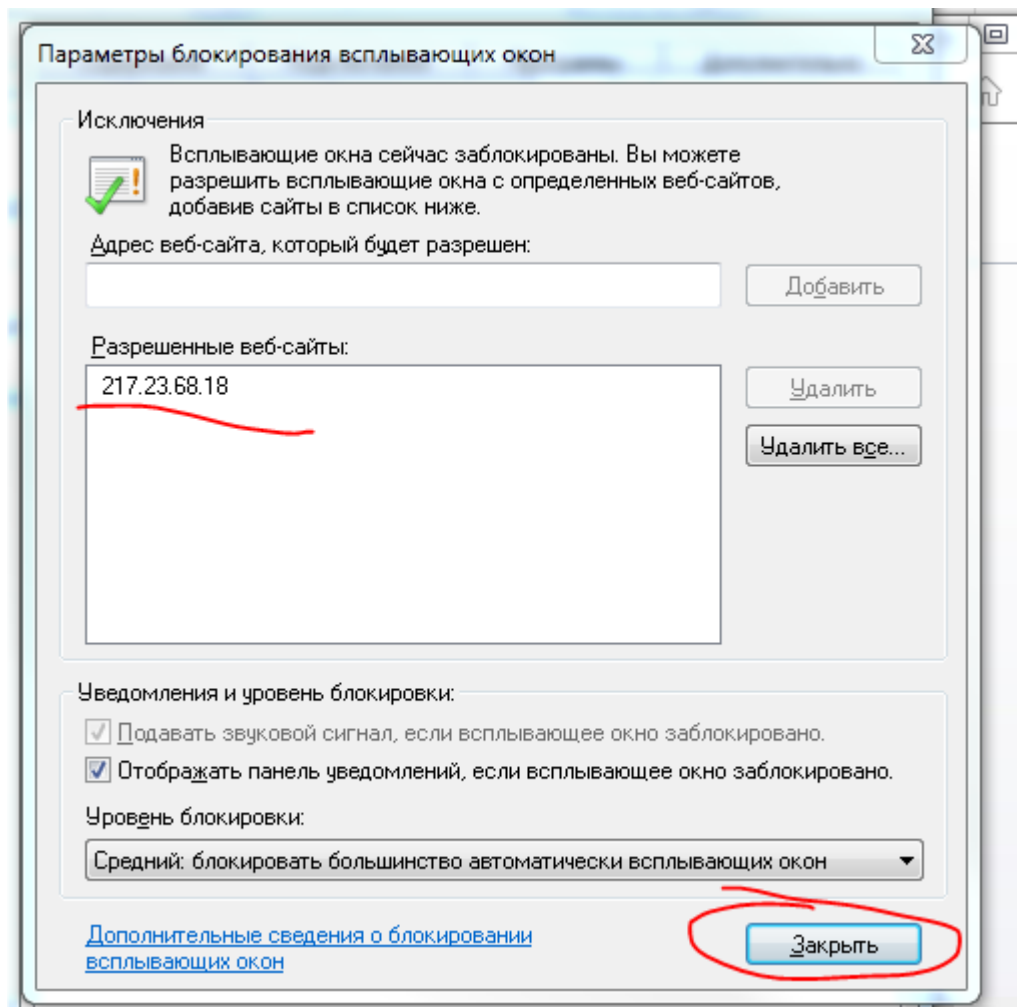 Параметры блокирования всплывающих окон
Исключения
Всплывающие окна сейчас заблокированы. Вы можете
разрешить всплывающие окна с определенных веб-сайтов,
добавив сайты в список ниже.
Адрес веб-сайта, который будет разрешен:
Добавить
Разрешенные веб-сайты:
217.23.68.18
Удалить
Удалить все...
Уведомления и уровень блокировки:
Подавать звуковой сигнал, если всплывающее окно заблокировано.
Отображать панель уведомлений, если всплывающее окно заблокировано.
Уровень блокировки:
Средний: блокировать большинство автоматически всплывающих окон
Дополнительные сведения о блокировании
всплывающих окон
Закрыть